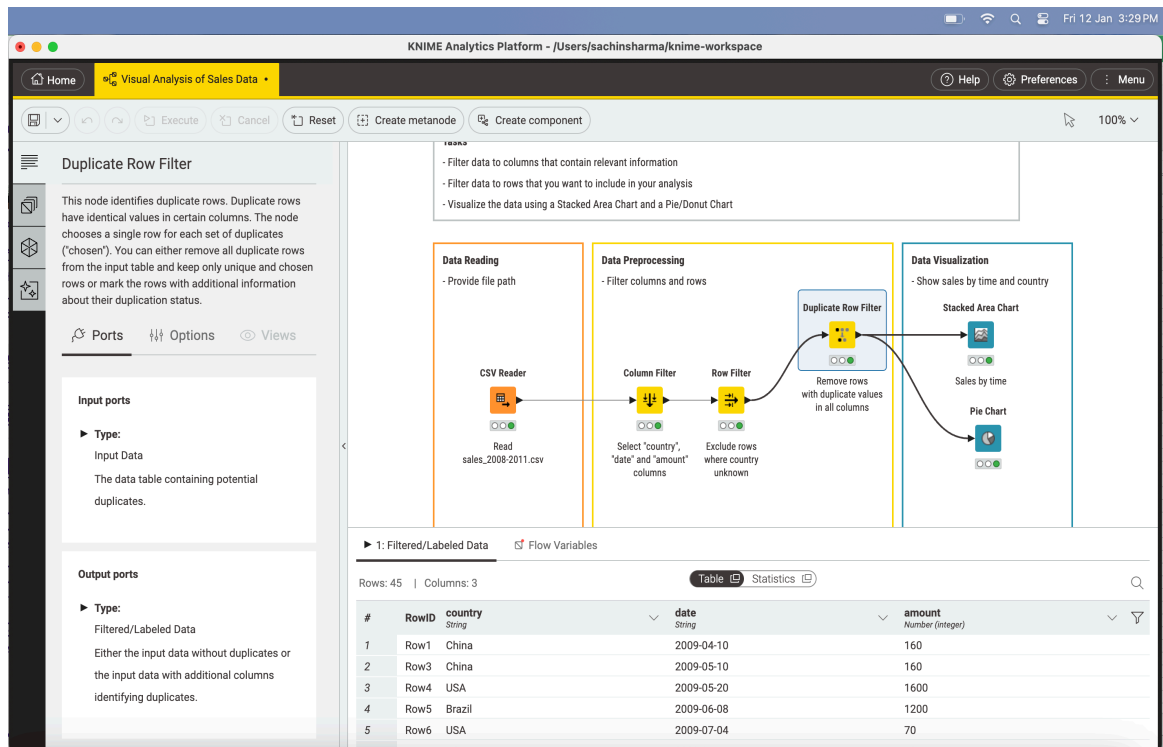 Fri 12 Jan 3:29 PM
KNIME Analytics Platform - /Users/sachinsharma/knime-workspace
Home
Visual Analysis of Sales Data •
Help
Preferences
Menu
Execute
Cancel
Reset
Create metanode
Create component
100%
Duplicate Row Filter
This node identifies duplicate rows. Duplicate rows
have identical values in certain columns. The node
chooses a single row for each set of duplicates
("chosen"). You can either remove all duplicate rows
from the input table and keep only unique and chosen
rows or mark the rows with additional information
about their duplication status.
Ports
Options
Views
Input ports
Type:
Input Data
The data table containing potential
duplicates.
Output ports
Type:
Filtered/Labeled Data
Either the input data without duplicates or
the input data with additional columns
identifying duplicates.
Tasks
- Filter data to columns that contain relevant information
- Filter data to rows that you want to include in your analysis
- Visualize the data using a Stacked Area Chart and a Pie/Donut Chart
Data Reading
- Provide file path
CSV Reader
Read
sales_2008-2011.csv
Data Preprocessing
- Filter columns and rows
Column Filter
Select "country",
"date" and "amount"
columns
Row Filter
Exclude rows
where country
unknown
Duplicate Row Filter
Remove rows
with duplicate values
in all columns
Data Visualization
- Show sales by time and country
Stacked Area Chart
Sales by time
Pie Chart
1: Filtered/Labeled Data
Flow Variables
Rows: 45 | Columns: 3
Table
Statistics
# RowID country date amount
String String Number (integer)
1 Row1 China 2009-04-10 160
2 Row3 China 2009-05-10 160
3 Row4 USA 2009-05-20 1600
4 Row5 Brazil 2009-06-08 1200
5 Row6 USA 2009-07-04 70